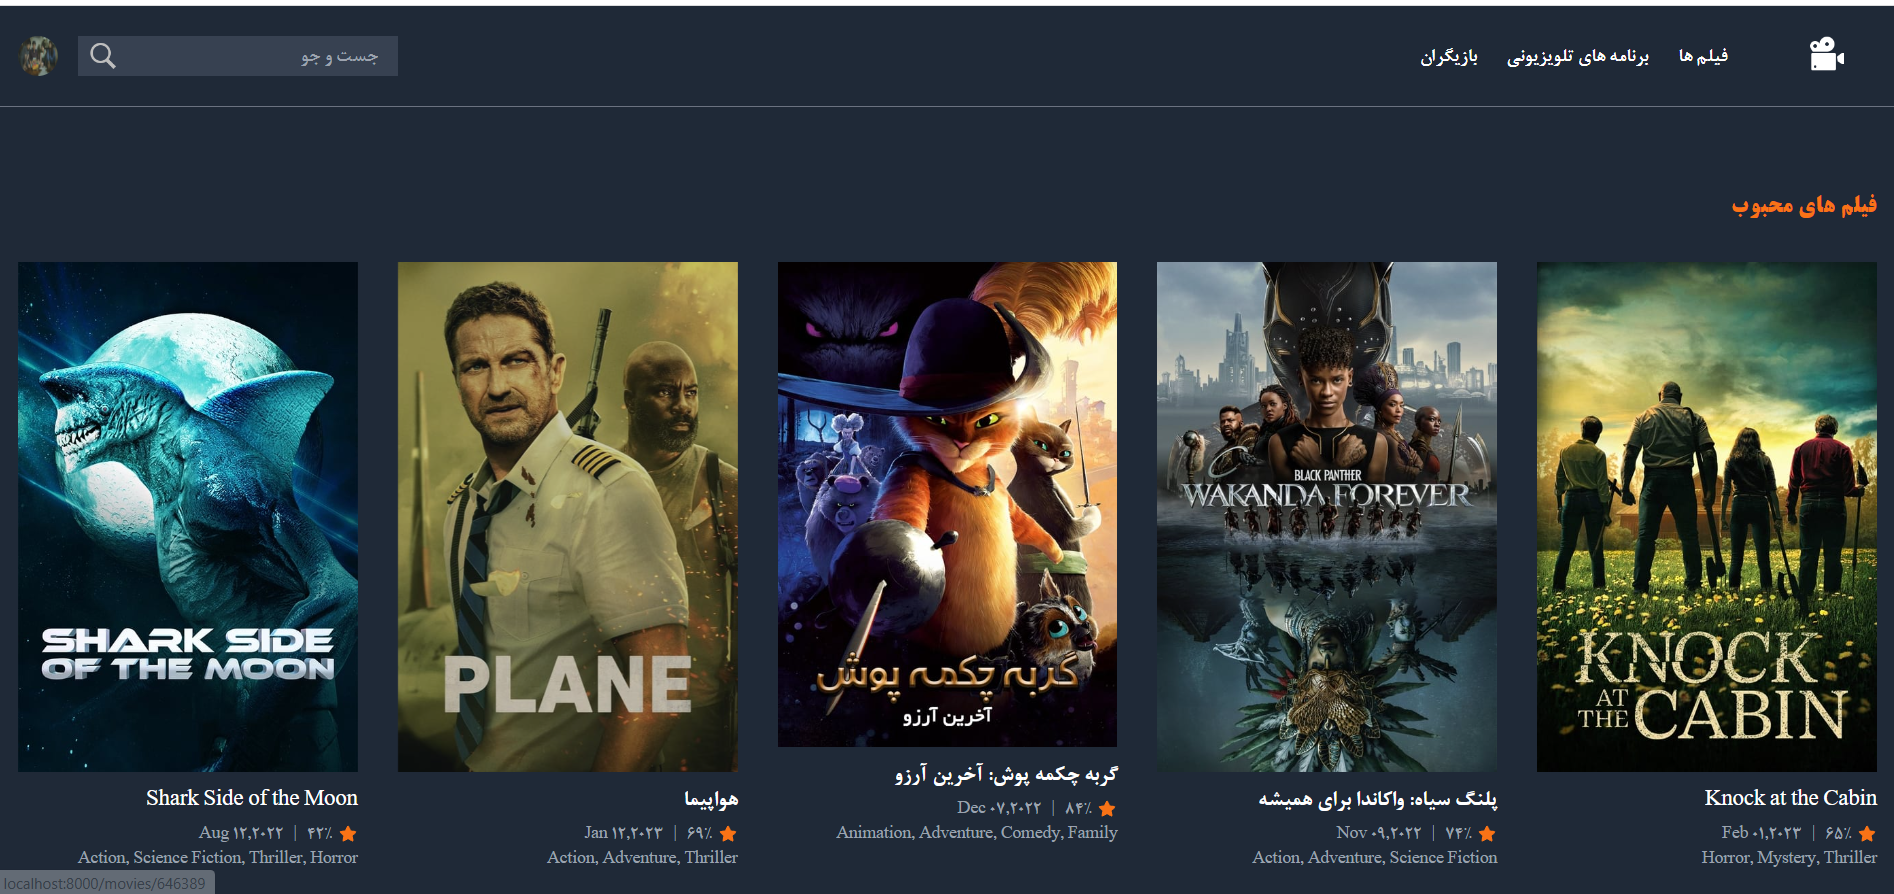 فیلم ها
برنامه های تلویزیونی
بازیگران
جست و جو
فیلم های محبوب
KNOCK
AT THE CABIN
Knock at the Cabin
۶۵٪ | Feb ۰۱,۲۰۲۳
Horror, Mystery, Thriller
BLACK PANTHER
WAKANDA FOREVER
پلنگ سیاه: واکاندا برای همیشه
۷۴٪ | Nov ۰۹,۲۰۲۲
Action, Adventure, Science Fiction
گربه چکمه پوش
آخرین آرزو
گربه چکمه پوش: آخرین آرزو
۸۴٪ | Dec ۰۷,۲۰۲۲
Animation, Adventure, Comedy, Family
PLANE
هواپیما
۶۹٪ | Jan ۱۲,۲۰۲۳
Action, Adventure, Thriller
SHARK SIDE
OF THE MOON
Shark Side of the Moon
۴۲٪ | Aug ۱۲,۲۰۲۲
Action, Science Fiction, Thriller, Horror
localhost:8000/movies/646389